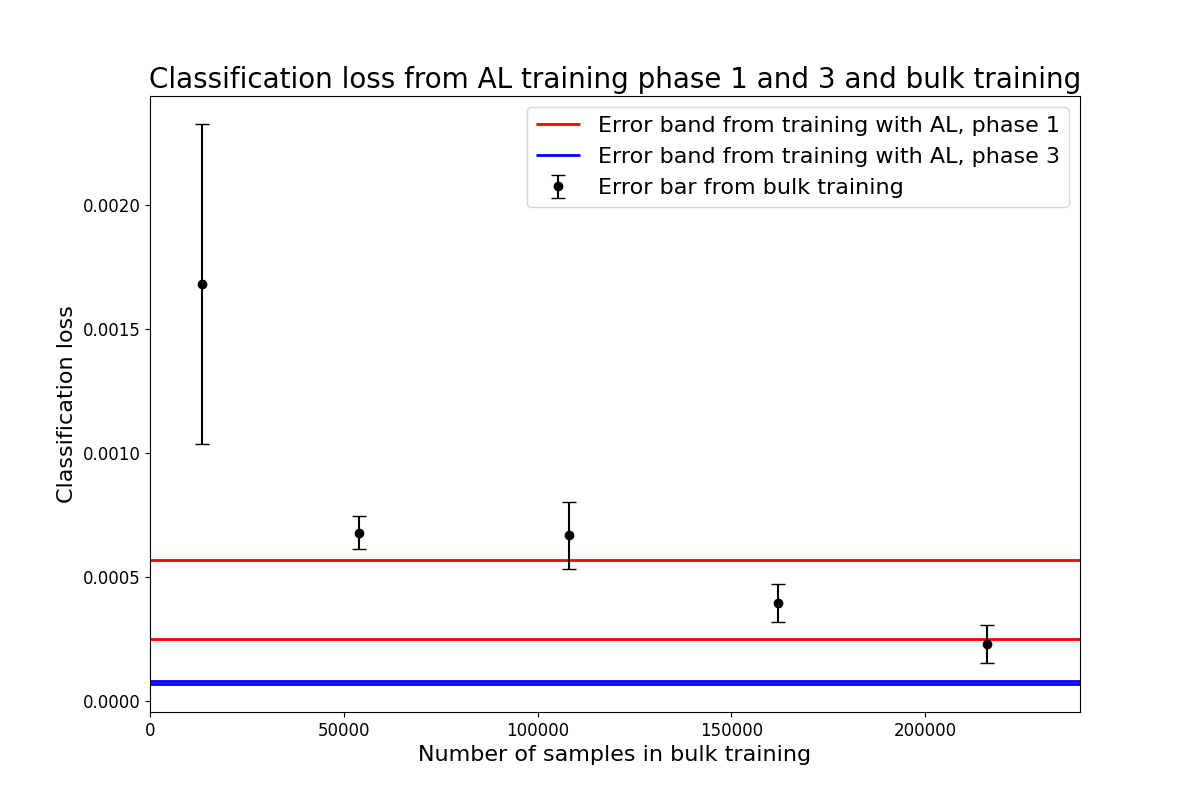 Classification loss from AL training phase 1 and 3 and bulk training
Error band from training with AL, phase 1
Error band from training with AL, phase 3
Error bar from bulk training
Classification loss
0.0020
0.0015
0.0010
0.0005
0.0000
0 50000 100000 150000 200000
Number of samples in bulk training